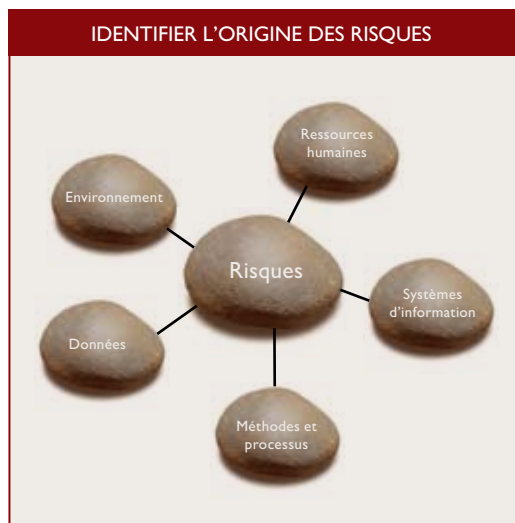 IDENTIFIER L'ORIGINE DES RISQUES
Ressources
humaines
Environnement
Risques
Systèmes
d'information
Données
Méthodes et
processus